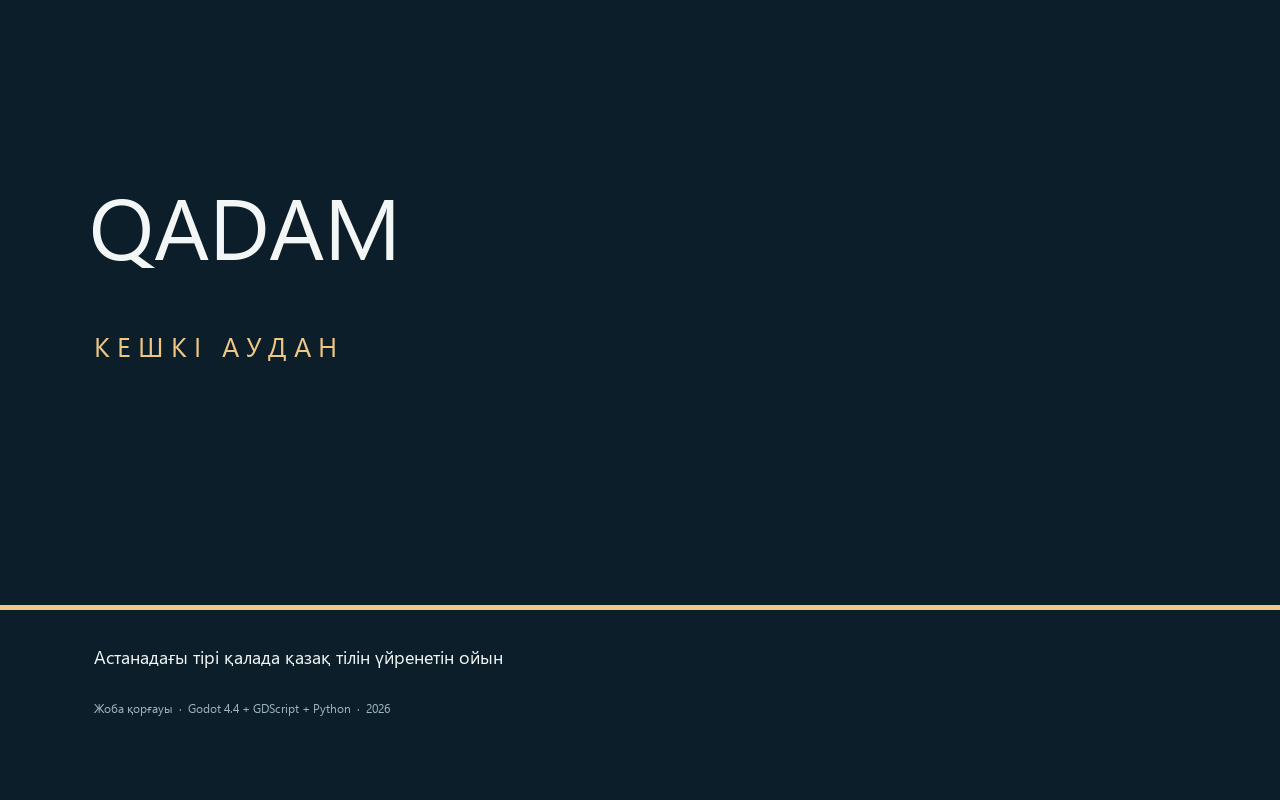 QADAM
КЕШКІ АУДАН
Астанадағы тірі қалада қазақ тілін үйренетін ойын
Жоба қорғауы · Godot 4.4 + GDScript + Python · 2026